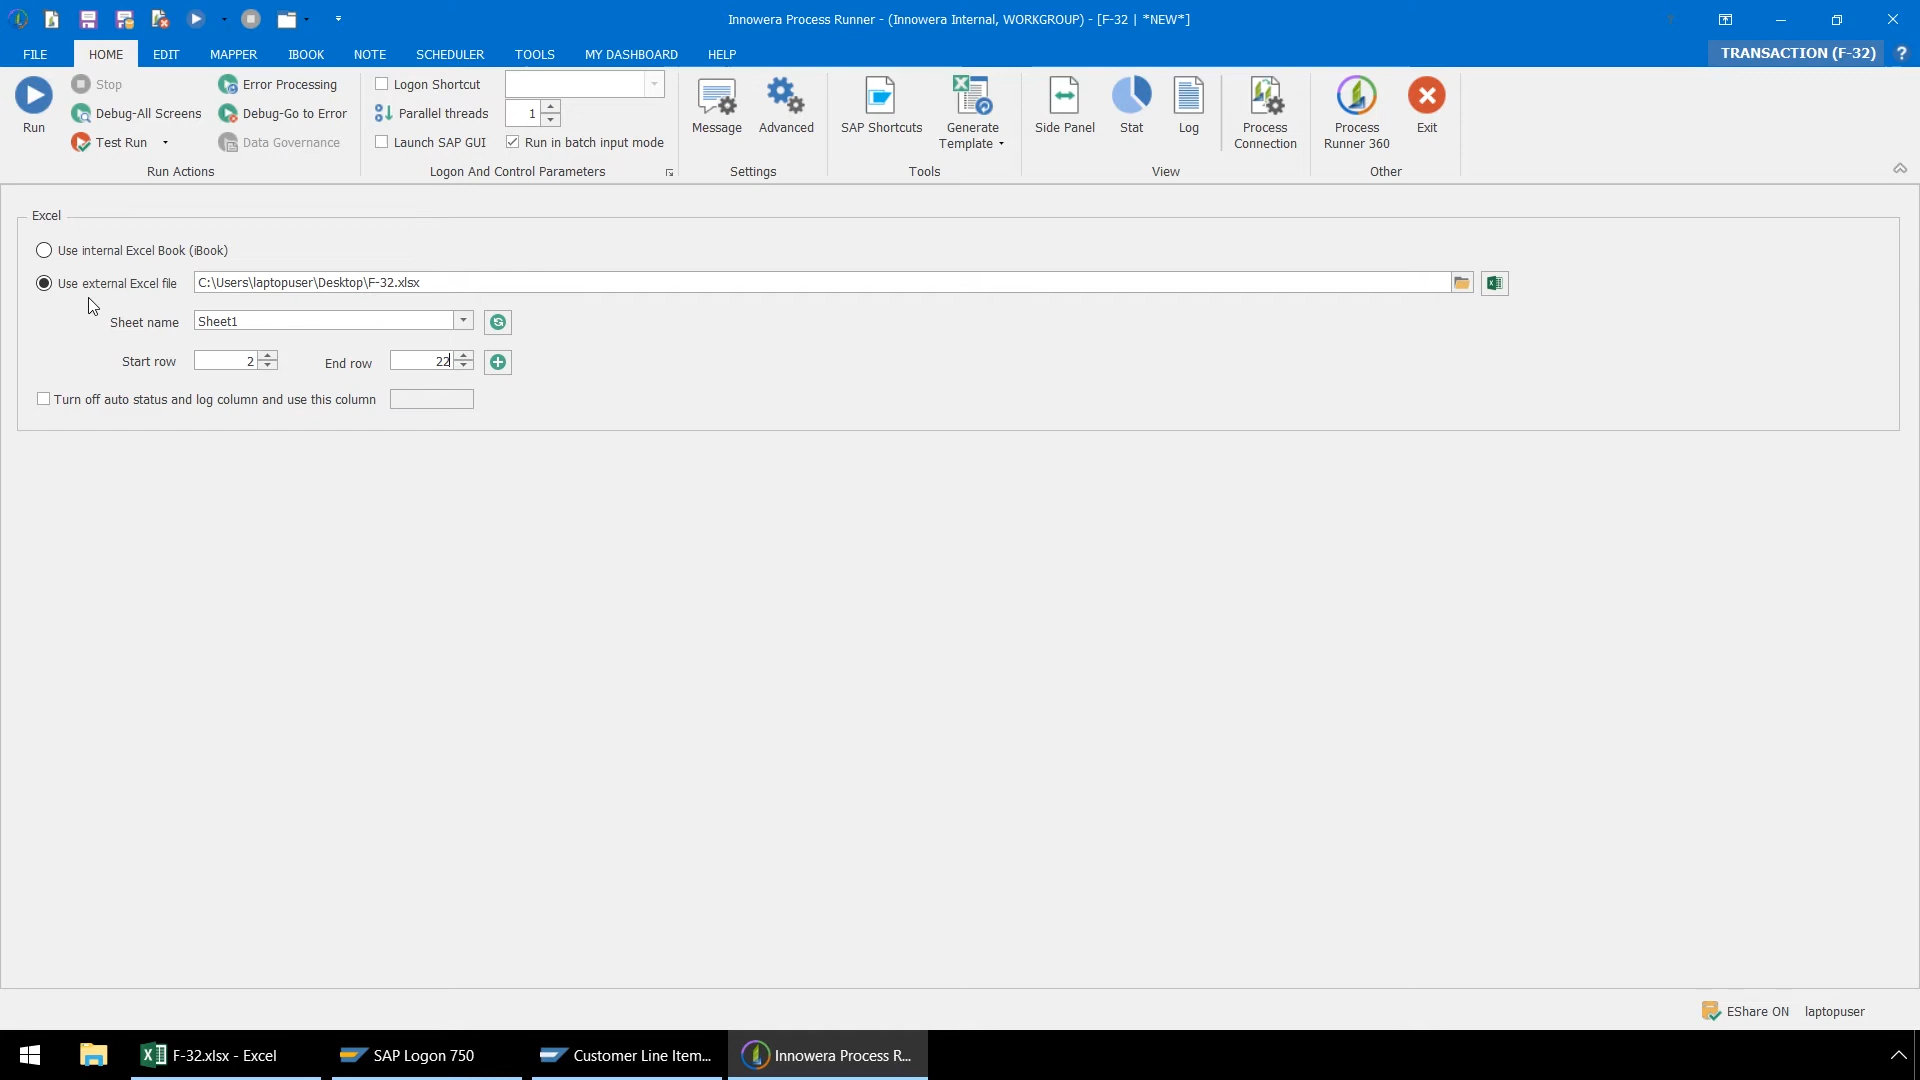 Innowera Process Runner - (Innowera Internal, WORKGROUP) - [F-32 | *NEW*]
FILE HOME EDIT MAPPER IBOOK NOTE SCHEDULER TOOLS MY DASHBOARD HELP TRANSACTION (F-32) ?
Run
Stop
Debug-All Screens
Test Run
Error Processing
Debug-Go to Error
Data Governance
Run Actions
Logon Shortcut
Parallel threads 1
Launch SAP GUI Run in batch input mode
Logon And Control Parameters
Message Advanced
Settings
SAP Shortcuts Generate
Template
Tools
Side Panel Stat Log Process
Connection
View
Process
Runner 360
Exit
Other
Excel
Use internal Excel Book (iBook)
Use external Excel file C:\Users\laptopuser\Desktop\F-32.xlsx
Sheet name Sheet1
Start row 2 End row 22
Turn off auto status and log column and use this column
EShare ON laptopuser
F-32.xlsx - Excel SAP Logon 750 Customer Line Item... Innowera Process R...